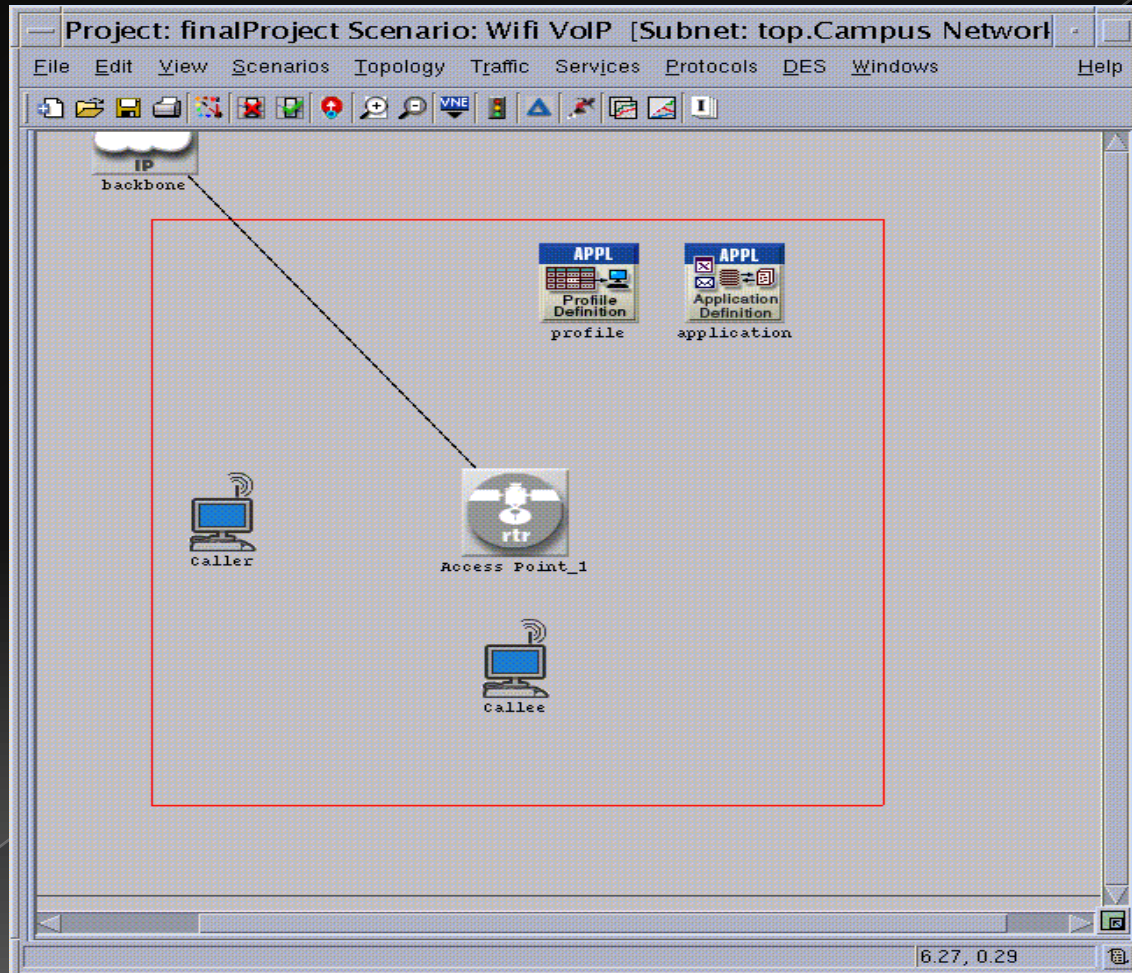 Project: finalProject Scenario: Wifi VoIP [Subnet: top.Campus Network
File Edit View Scenarios Topology Traffic Services Protocols DES Windows Help
VNE
IP
backbone
APPL
Profille
Definition
profile
APPL
Application
Definition
application
Caller
rtr
Access Point_1
Callee
6.27, 0.29